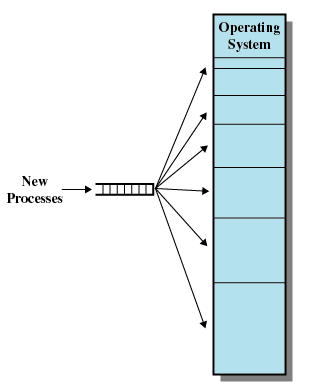 Operating
System
New
Processes